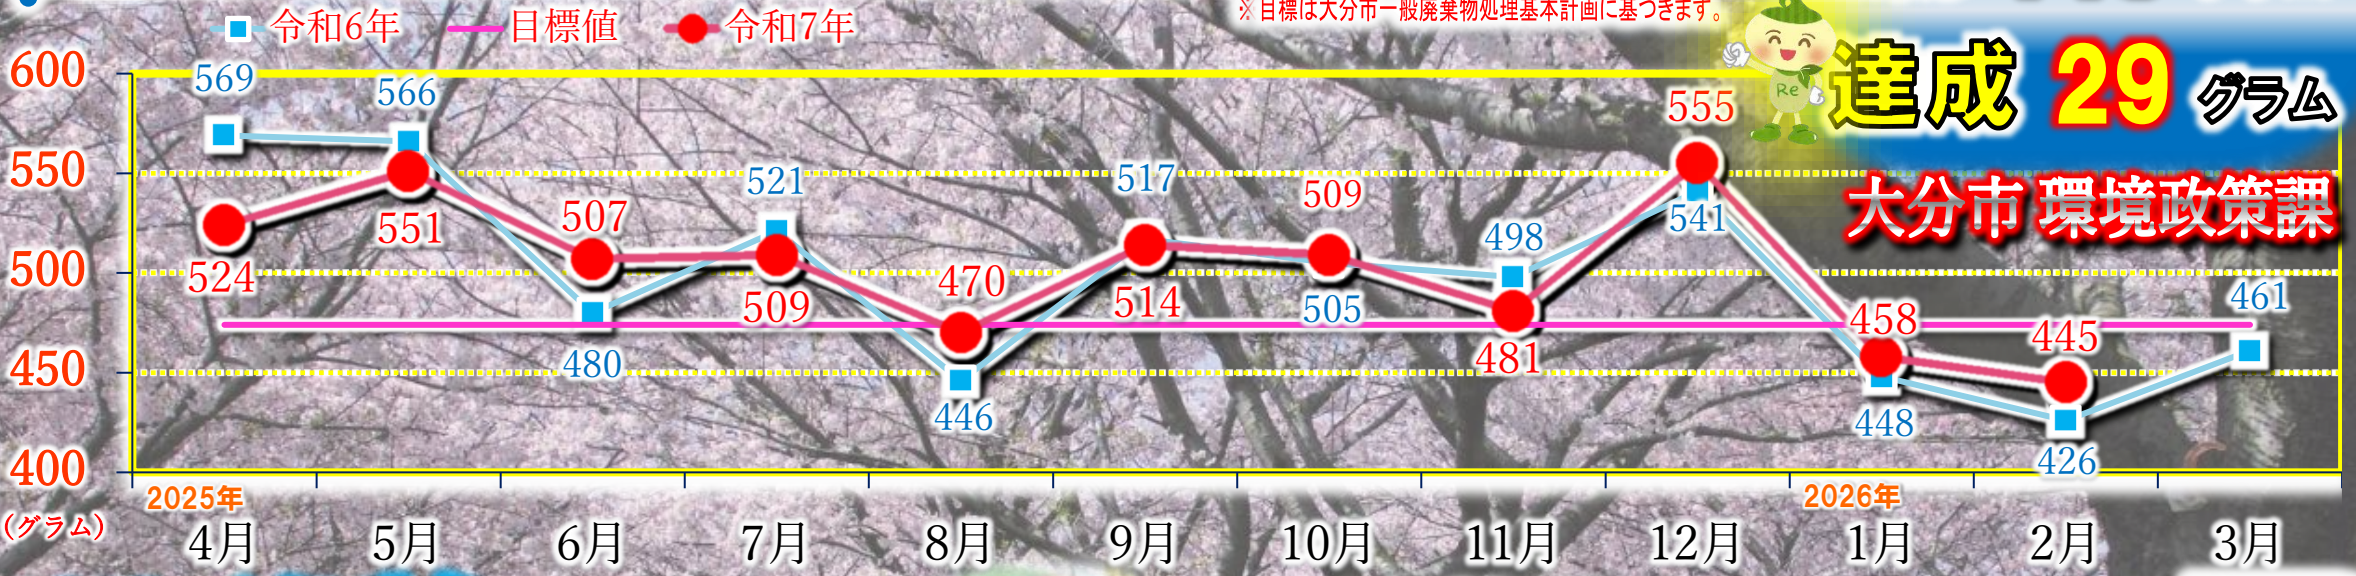 ※目標は大分市一般廃棄物処理基本計画に基づきます。
令和6年 目標値 令和7年
達成 29 グラム
大分市 環境政策課
Re
600
550
500
450
400
(グラム)
569 566 480 521 446 517 505 498 541 448 426 461
524 551 507 509 470 514 509 481 555 458 445
2025年 2026年
4月 5月 6月 7月 8月 9月 10月 11月 12月 1月 2月 3月